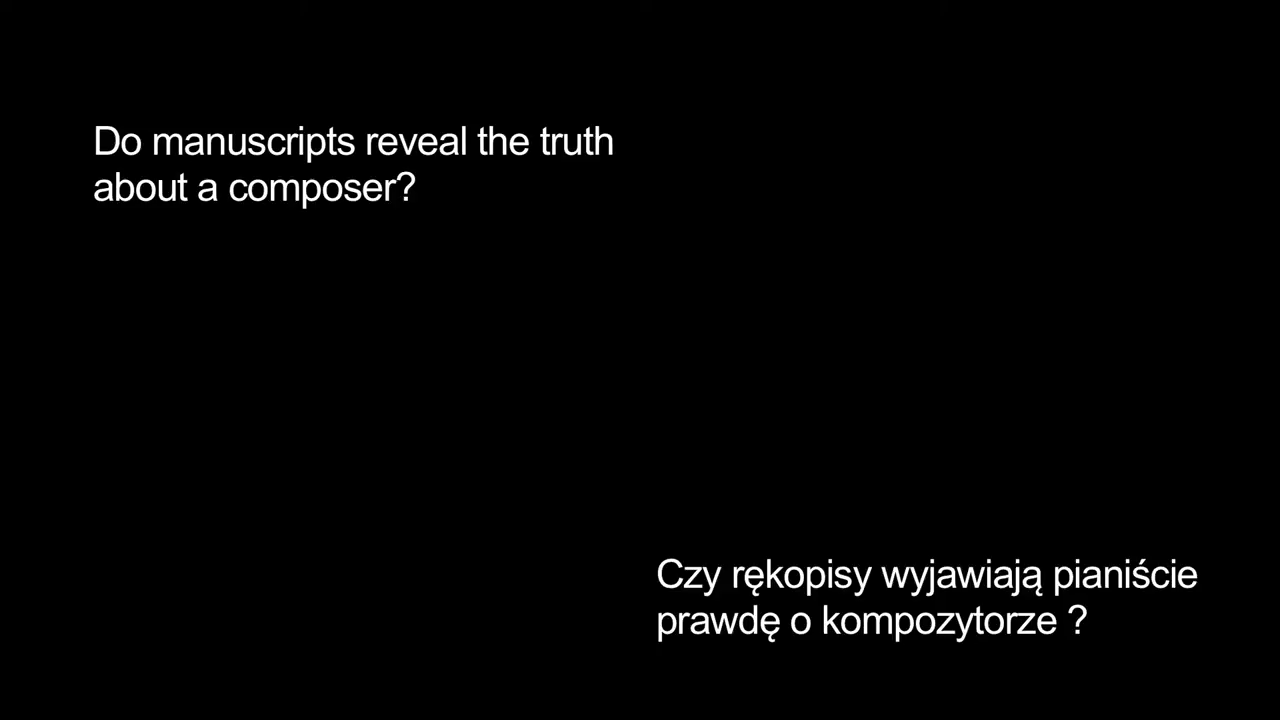 Do manuscripts reveal the truth
about a composer?
Czy rękopisy wyjawiają pianiście
prawdę o kompozytorze ?